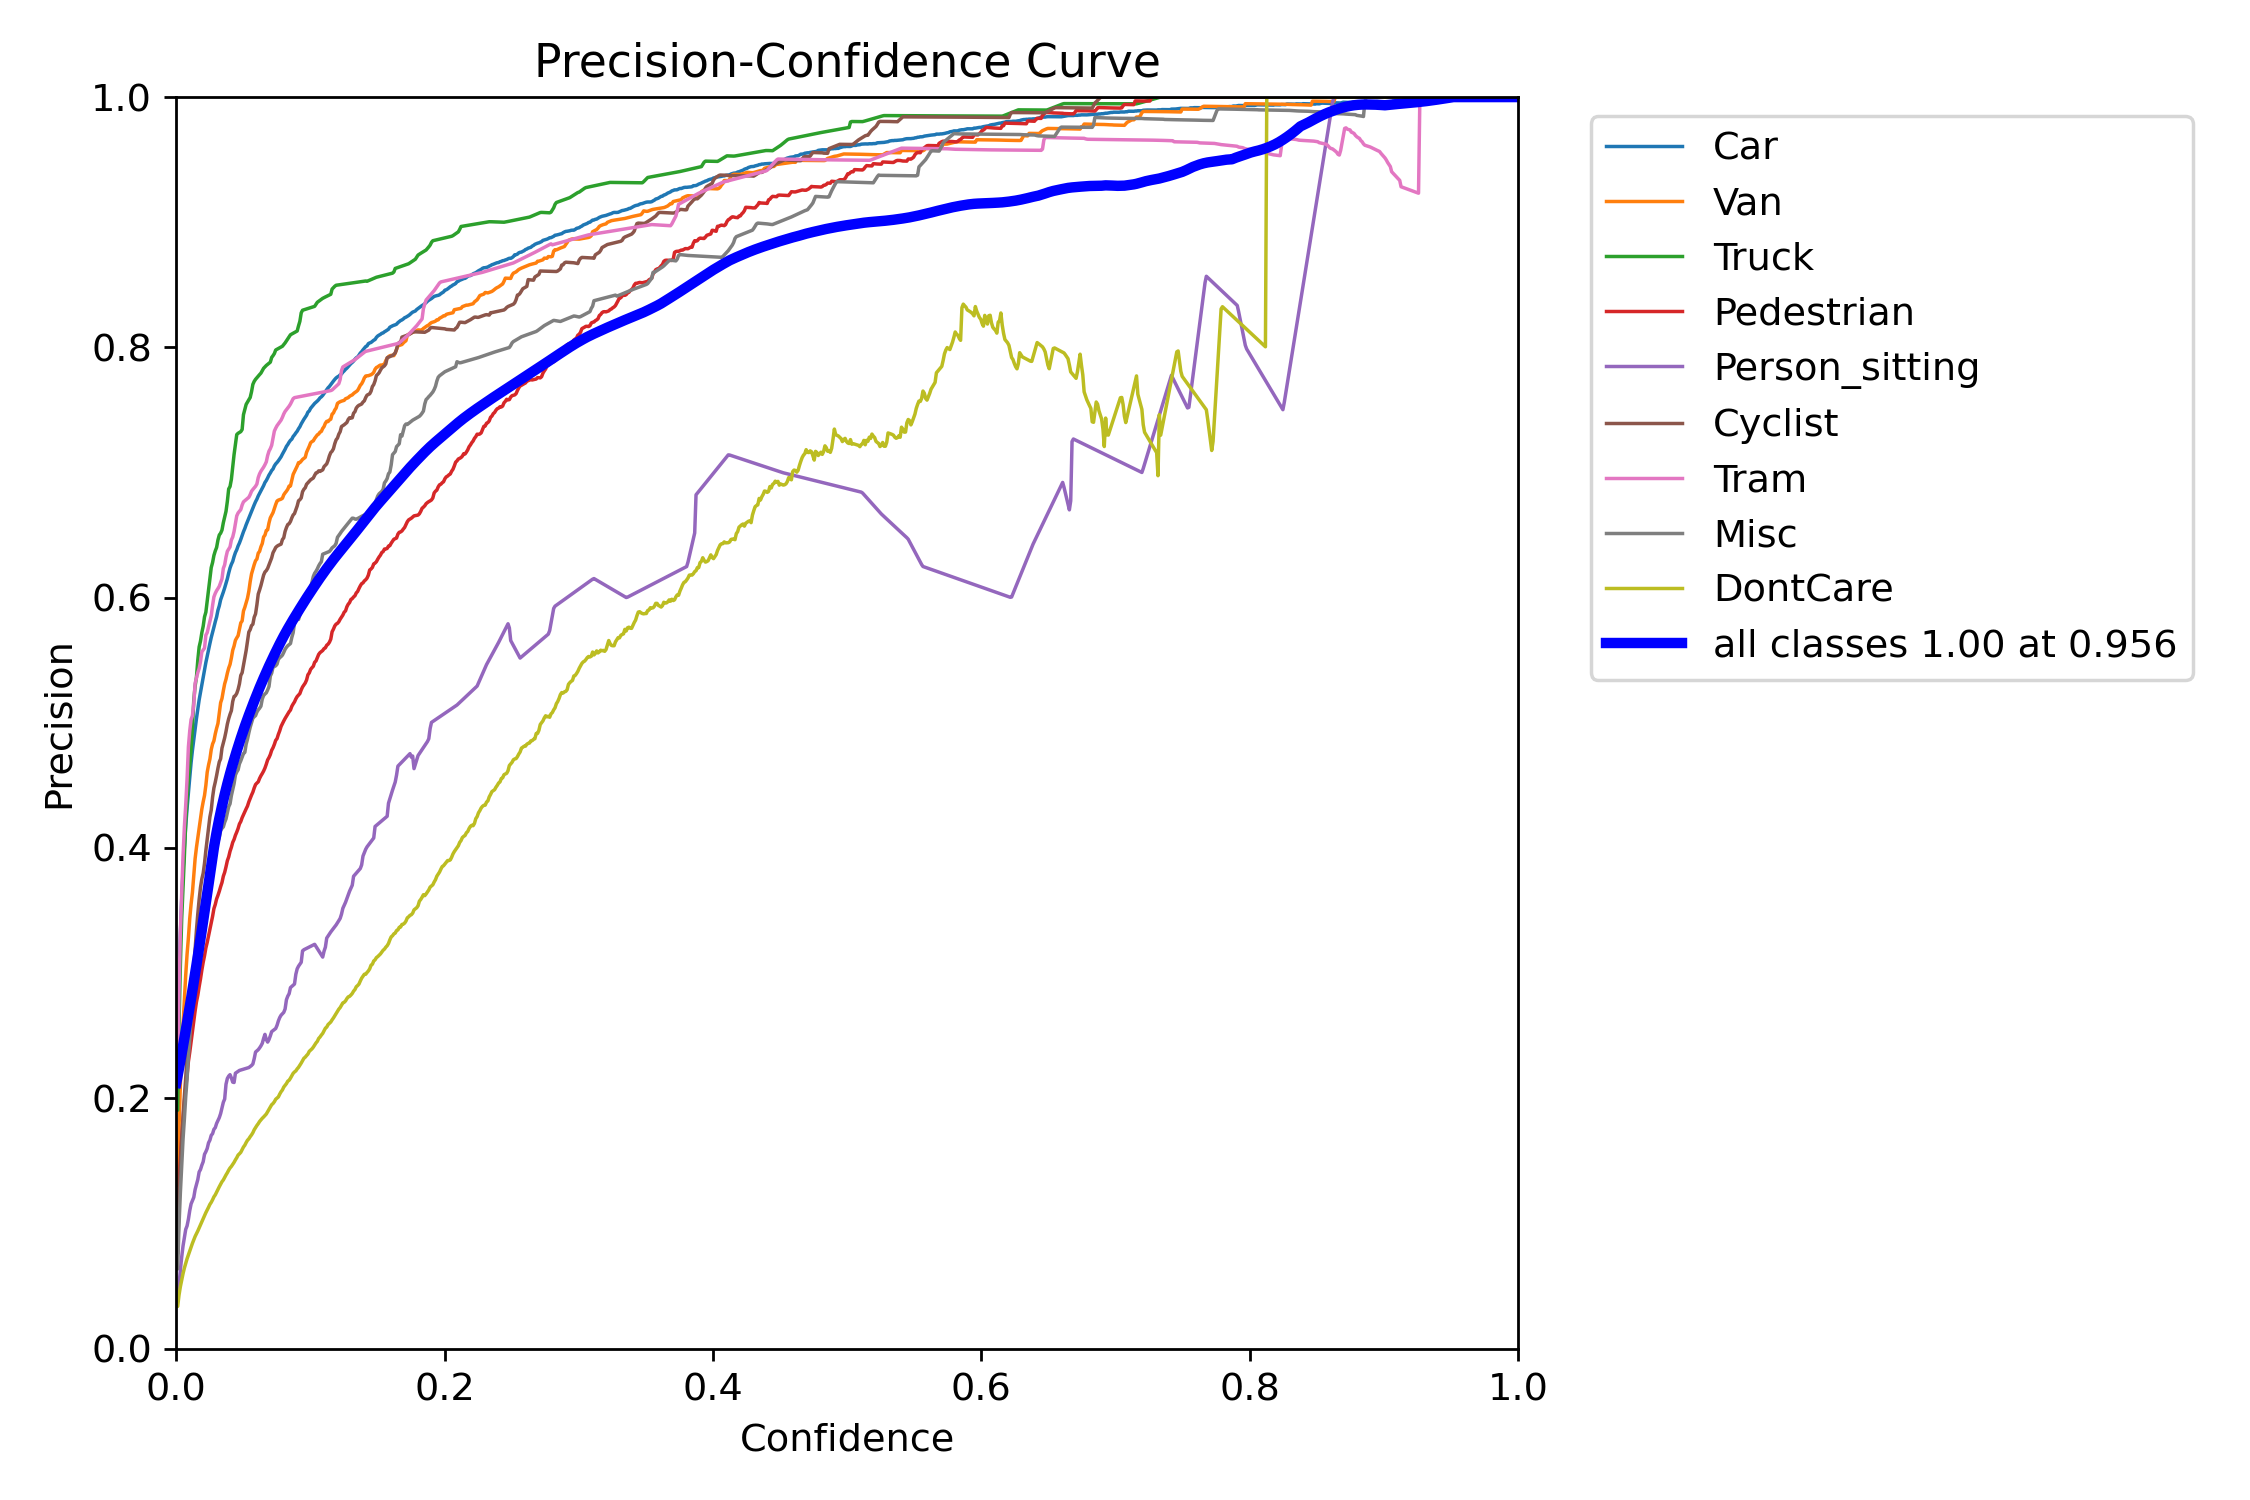 Precision-Confidence Curve
1.0
0.8
0.6
0.4
0.2
0.0
Precision
0.0 0.2 0.4 0.6 0.8 1.0
Confidence
Car
Van
Truck
Pedestrian
Person_sitting
Cyclist
Tram
Misc
DontCare
all classes 1.00 at 0.956